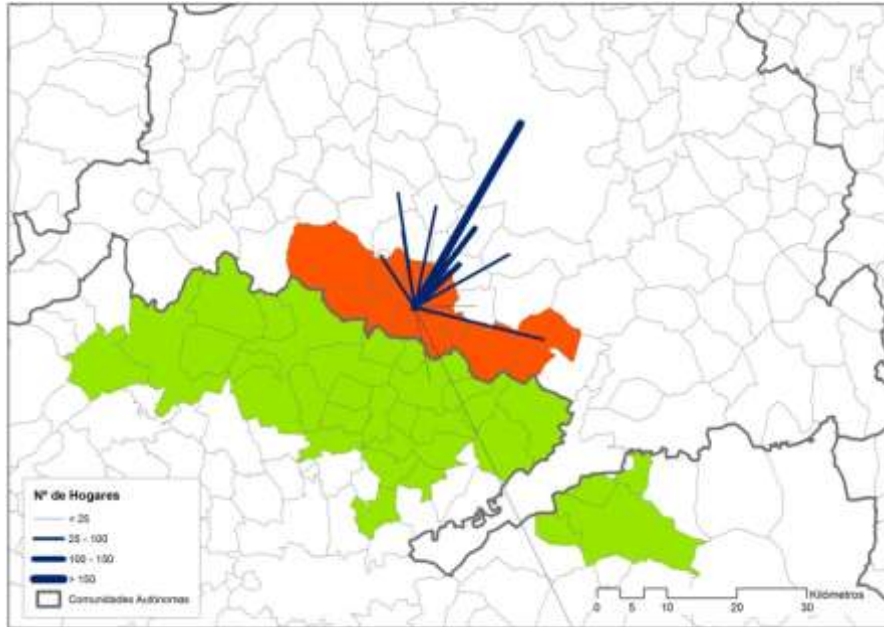 Nº de Hogares
< 25
25 - 100
100 - 150
> 150
Comunidades Autónomas
Kilómetros
0 5 10 20 30